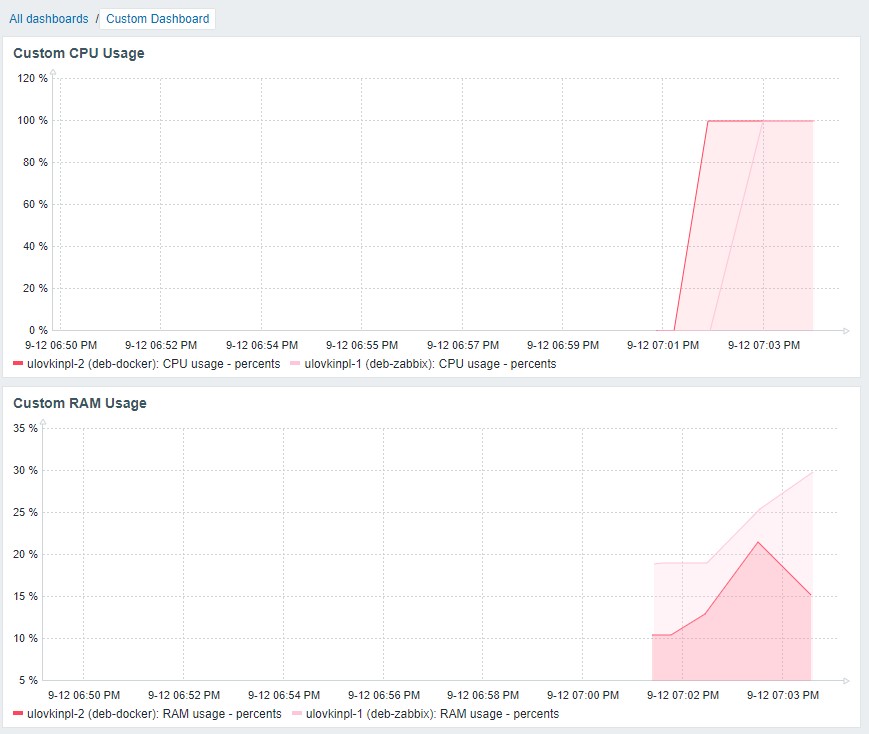 All dashboards / Custom Dashboard
Custom CPU Usage
120 %
100 %
80 %
60 %
40 %
20 %
0 %
9-12 06:50 PM 9-12 06:52 PM 9-12 06:54 PM 9-12 06:55 PM 9-12 06:57 PM 9-12 06:59 PM 9-12 07:01 PM 9-12 07:03 PM
ulovkinpl-2 (deb-docker): CPU usage - percents ulovkinpl-1 (deb-zabbix): CPU usage - percents
Custom RAM Usage
35 %
30 %
25 %
20 %
15 %
10 %
5 %
9-12 06:50 PM 9-12 06:52 PM 9-12 06:54 PM 9-12 06:56 PM 9-12 06:58 PM 9-12 07:00 PM 9-12 07:02 PM 9-12 07:03 PM
ulovkinpl-2 (deb-docker): RAM usage - percents ulovkinpl-1 (deb-zabbix): RAM usage - percents